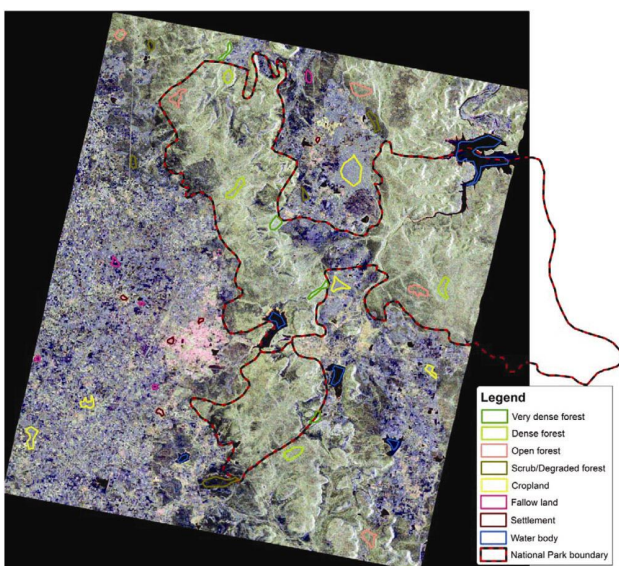 Legend
Very dense forest
Dense forest
Open forest
Scrub/Degraded forest
Cropland
Fallow land
Settlement
Water body
National Park boundary